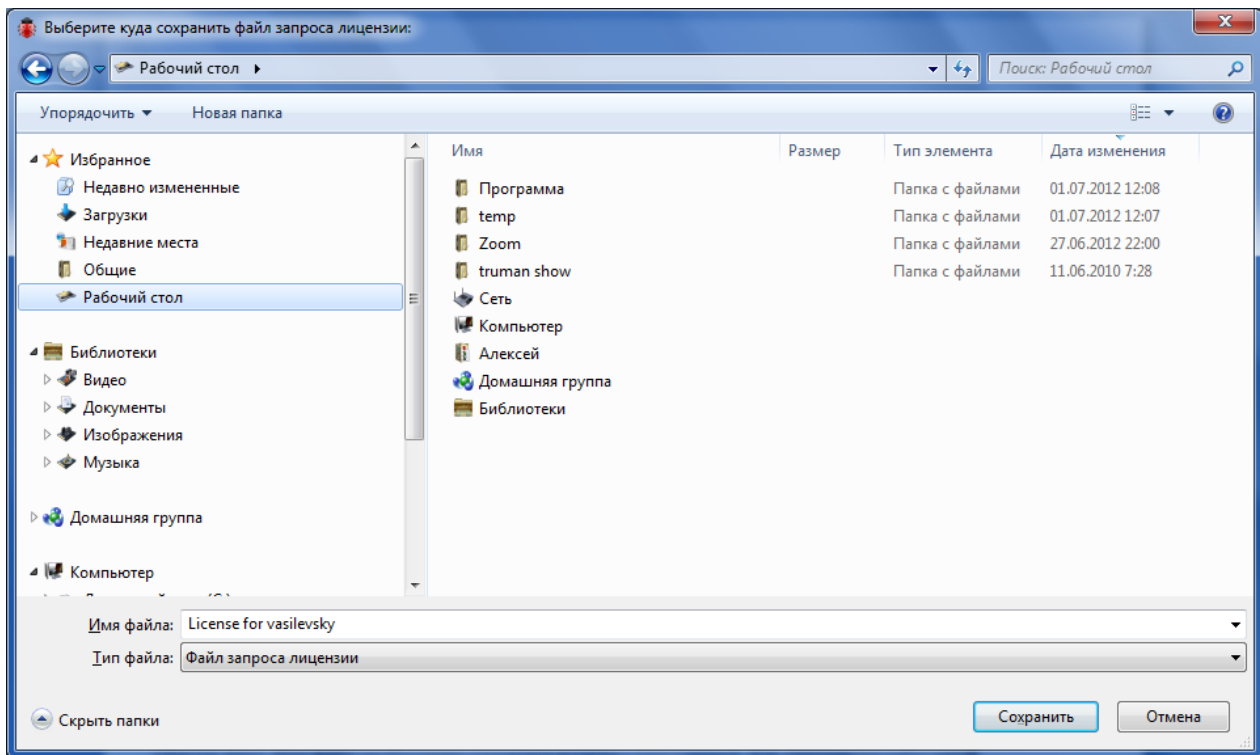 Выберите куда сохранить файл запроса лицензии:
Рабочий стол
Поиск: Рабочий стол
Упорядочить Новая папка
Избранное
Недавно измененные
Загрузки
Недавние места
Общие
Рабочий стол
Библиотеки
Видео
Документы
Изображения
Музыка
Домашняя группа
Компьютер
Имя Размер Тип элемента Дата изменения
Программа Папка с файлами 01.07.2012 12:08
temp Папка с файлами 01.07.2012 12:07
Zoom Папка с файлами 27.06.2012 22:00
truman show Папка с файлами 11.06.2010 7:28
Сеть
Компьютер
Алексей
Домашняя группа
Библиотеки
Имя файла: License for vasilevsky
Тип файла: Файл запроса лицензии
Скрыть папки Сохранить Отмена